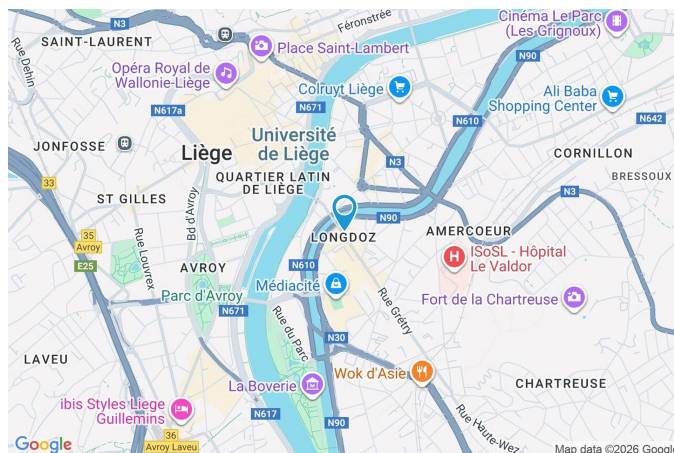 N3
Féronstrée
Cinéma Le Parc
(Les Grignoux)
SAINT-LAURENT
Place Saint-Lambert
Rue Dehin
Opéra Royal de
Wallonie-Liège
N90
Colruyt Liège
Ali Baba
Shopping Center
N617a
N671
N610
N642
Université
de Liège
JONFOSSE
Liège
N3
CORNILLON
QUARTIER LATIN
DE LIÈGE
BRESSOUX
33
ST GILLES
N3
Bd d'Avroy
N90
35
Avroy
Rue Louvrex
LONGDOZ
AMERCOEUR
E25
AVROY
N610
ISoSL - Hôpital
Le Valdor
Médiacité
Parc d'Avroy
Fort de la Chartreuse
N671
Rue Grétry
Rue du Parc
N30
LAVEU
Wok d'Asie
La Boverie
CHARTREUSE
ibis Styles Liege
Guillemins
N617
Rue Haute-Wez
N90
36
Avroy Laveu
Google
Map data ©2026 Google